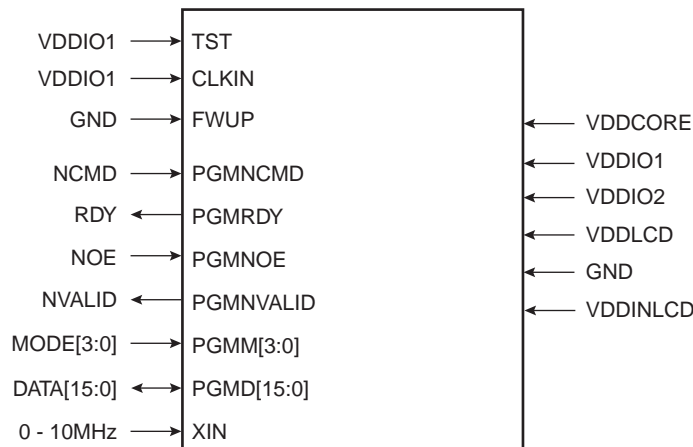 VDDIO1 TST
VDDIO1 CLKIN
GND FWUP
VDDCORE
VDDIO1
NCMD PGMNCMD
VDDIO2
RDY PGMRDY
VDDLCD
NOE PGMNOE
GND
NVALID PGMNVALID
VDDINLCD
MODE[3:0] PGMM[3:0]
DATA[15:0] PGMD[15:0]
0 - 10MHz XIN